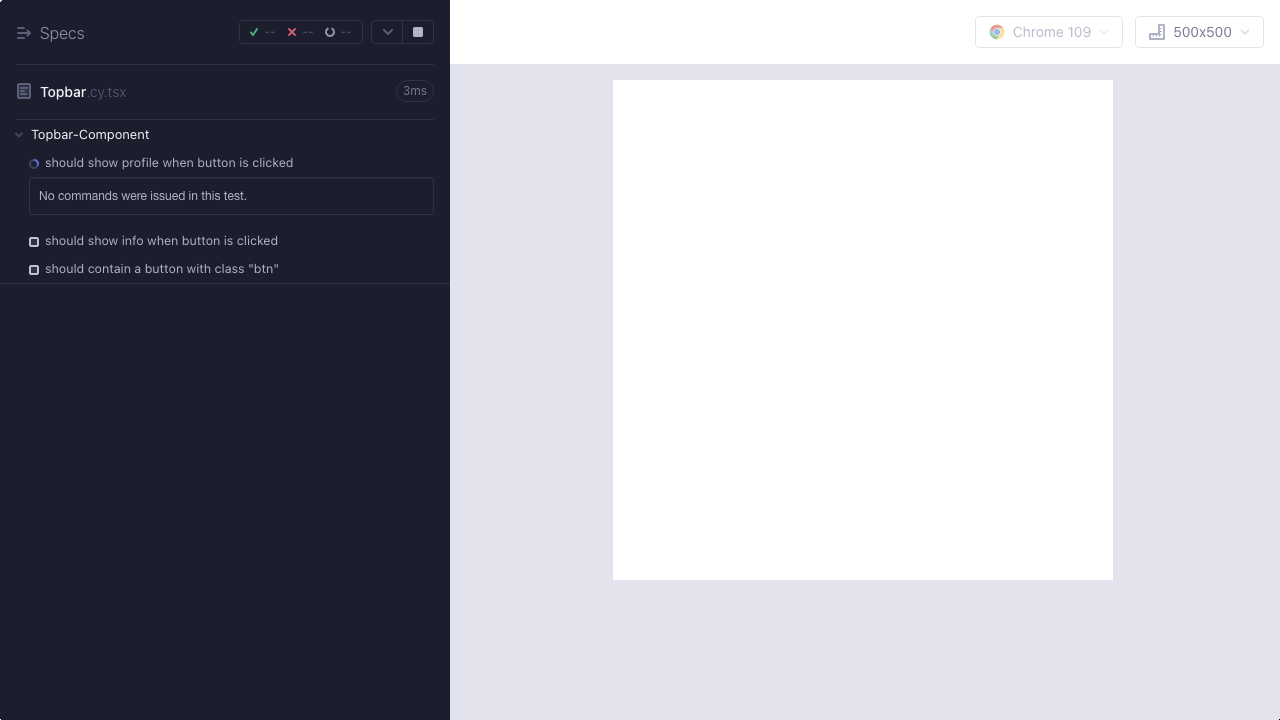 Specs
-- -- --
Chrome 109
500x500
Topbar.cy.tsx
3ms
Topbar-Component
should show profile when button is clicked
No commands were issued in this test.
should show info when button is clicked
should contain a button with class "btn"